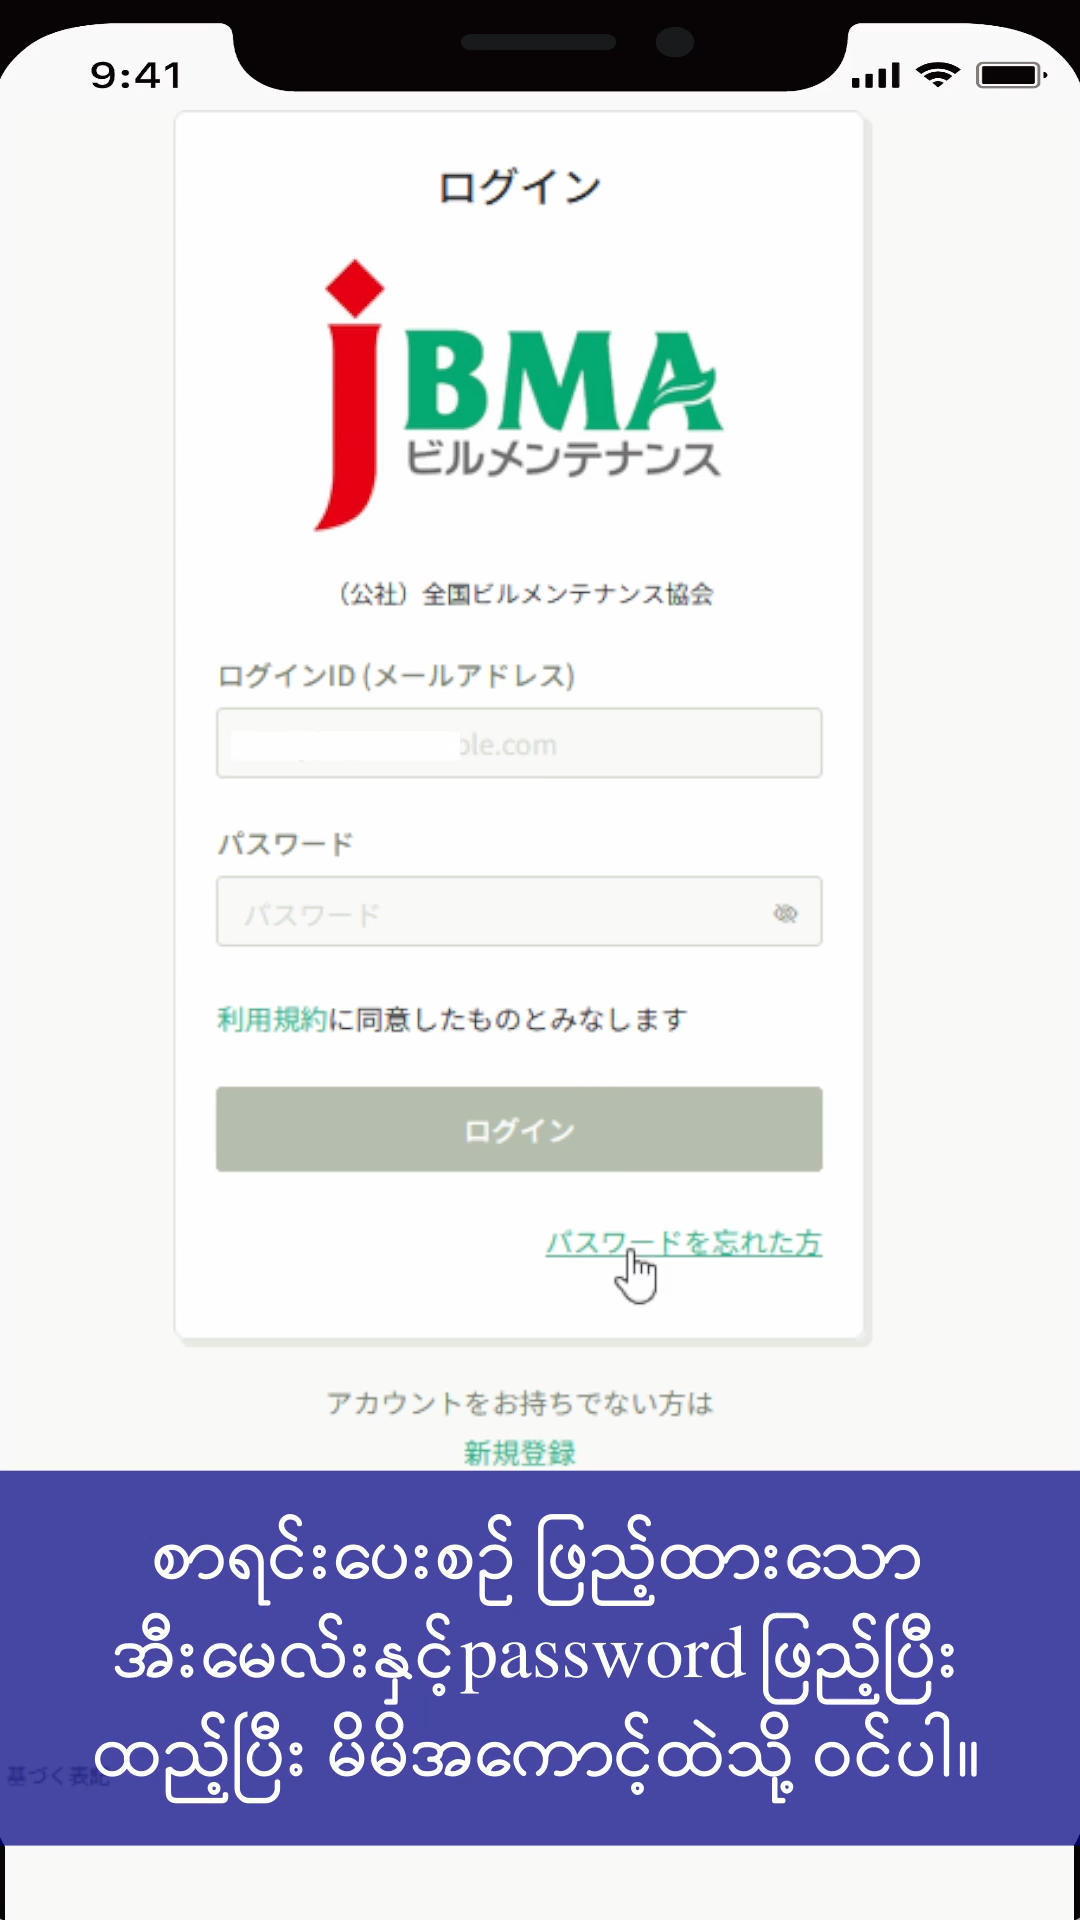 9:41
ログイン
jBMA
ビルメンテナンス
（公社）全国ビルメンテナンス協会
ログインID (メールアドレス)
ple.com
パスワード
パスワード
利用規約に同意したものとみなします
ログイン
パスワードを忘れた方
アカウントをお持ちでない方は
新規登録
စာရင်းပေးစဉ် ဖြည့်ထားသော
အီးမေလ်းနှင့် password ဖြည့်ပြီး
ထည့်ပြီး မိမိအကောင့်ထဲသို့ ဝင်ပါ။
基づく表記